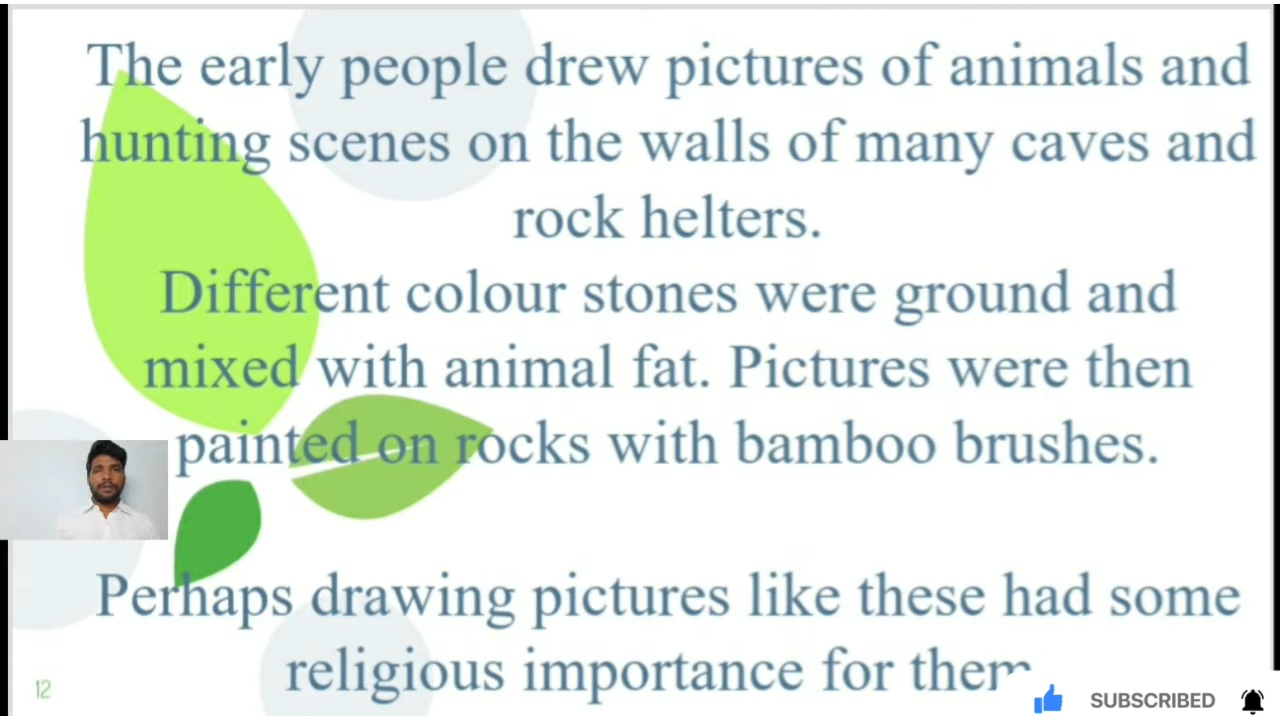 The early people drew pictures of animals and
hunting scenes on the walls of many caves and
rock helters.
Different colour stones were ground and
mixed with animal fat. Pictures were then
painted on rocks with bamboo brushes.
Perhaps drawing pictures like these had some
religious importance for them
12
SUBSCRIBED